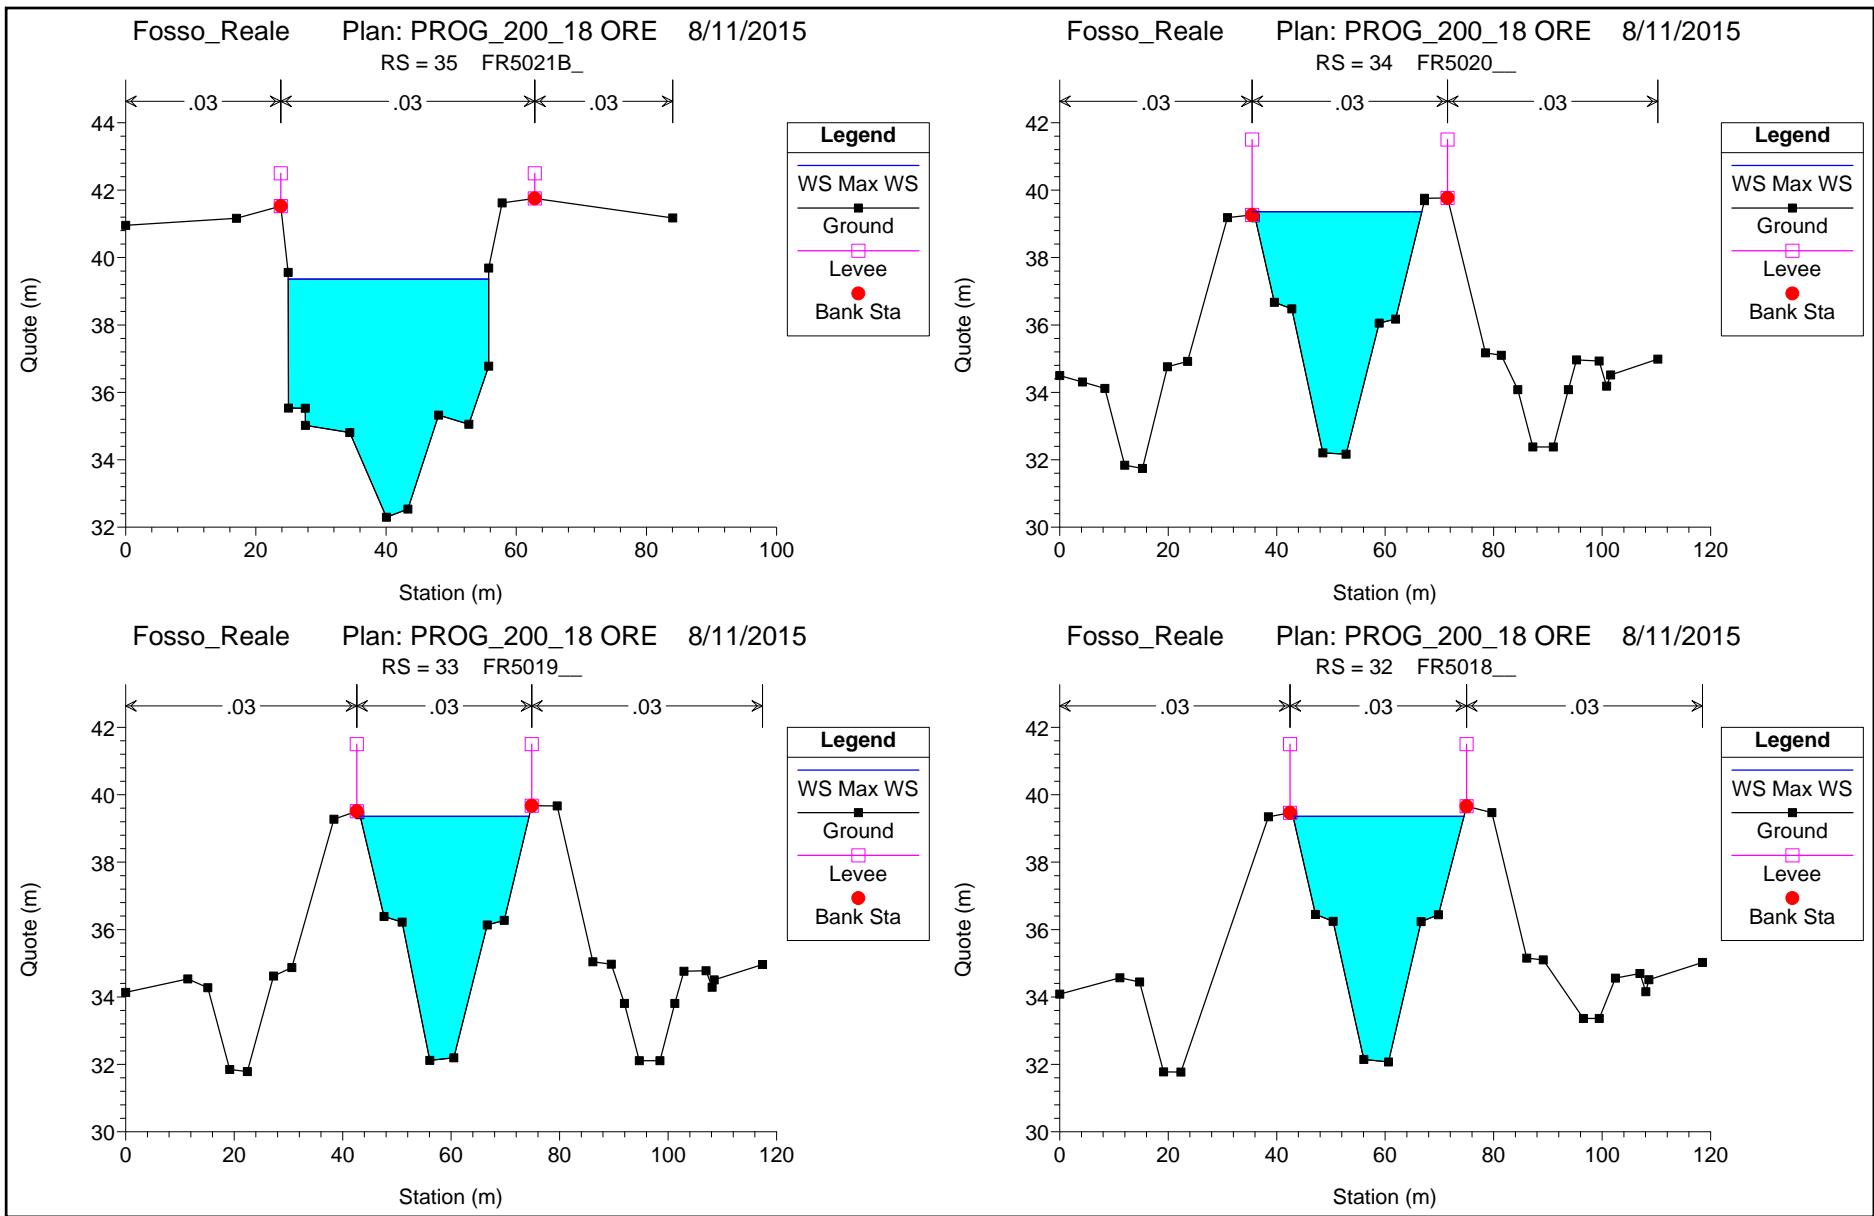 Fosso_Reale Plan: PROG_200_18 ORE 8/11/2015
RS = 35 FR5021B_
.03 .03 .03
44
42
40
38
36
34
32
0 20 40 60 80 100
Quote (m)
Station (m)
Legend
WS Max WS
Ground
Levee
Bank Sta
Fosso_Reale Plan: PROG_200_18 ORE 8/11/2015
RS = 34 FR5020__
.03 .03 .03
42
40
38
36
34
32
30
0 20 40 60 80 100 120
Quote (m)
Station (m)
Legend
WS Max WS
Ground
Levee
Bank Sta
Fosso_Reale Plan: PROG_200_18 ORE 8/11/2015
RS = 33 FR5019__
.03 .03 .03
42
40
38
36
34
32
30
0 20 40 60 80 100 120
Quote (m)
Station (m)
Legend
WS Max WS
Ground
Levee
Bank Sta
Fosso_Reale Plan: PROG_200_18 ORE 8/11/2015
RS = 32 FR5018__
.03 .03 .03
42
40
38
36
34
32
30
0 20 40 60 80 100 120
Quote (m)
Station (m)
Legend
WS Max WS
Ground
Levee
Bank Sta